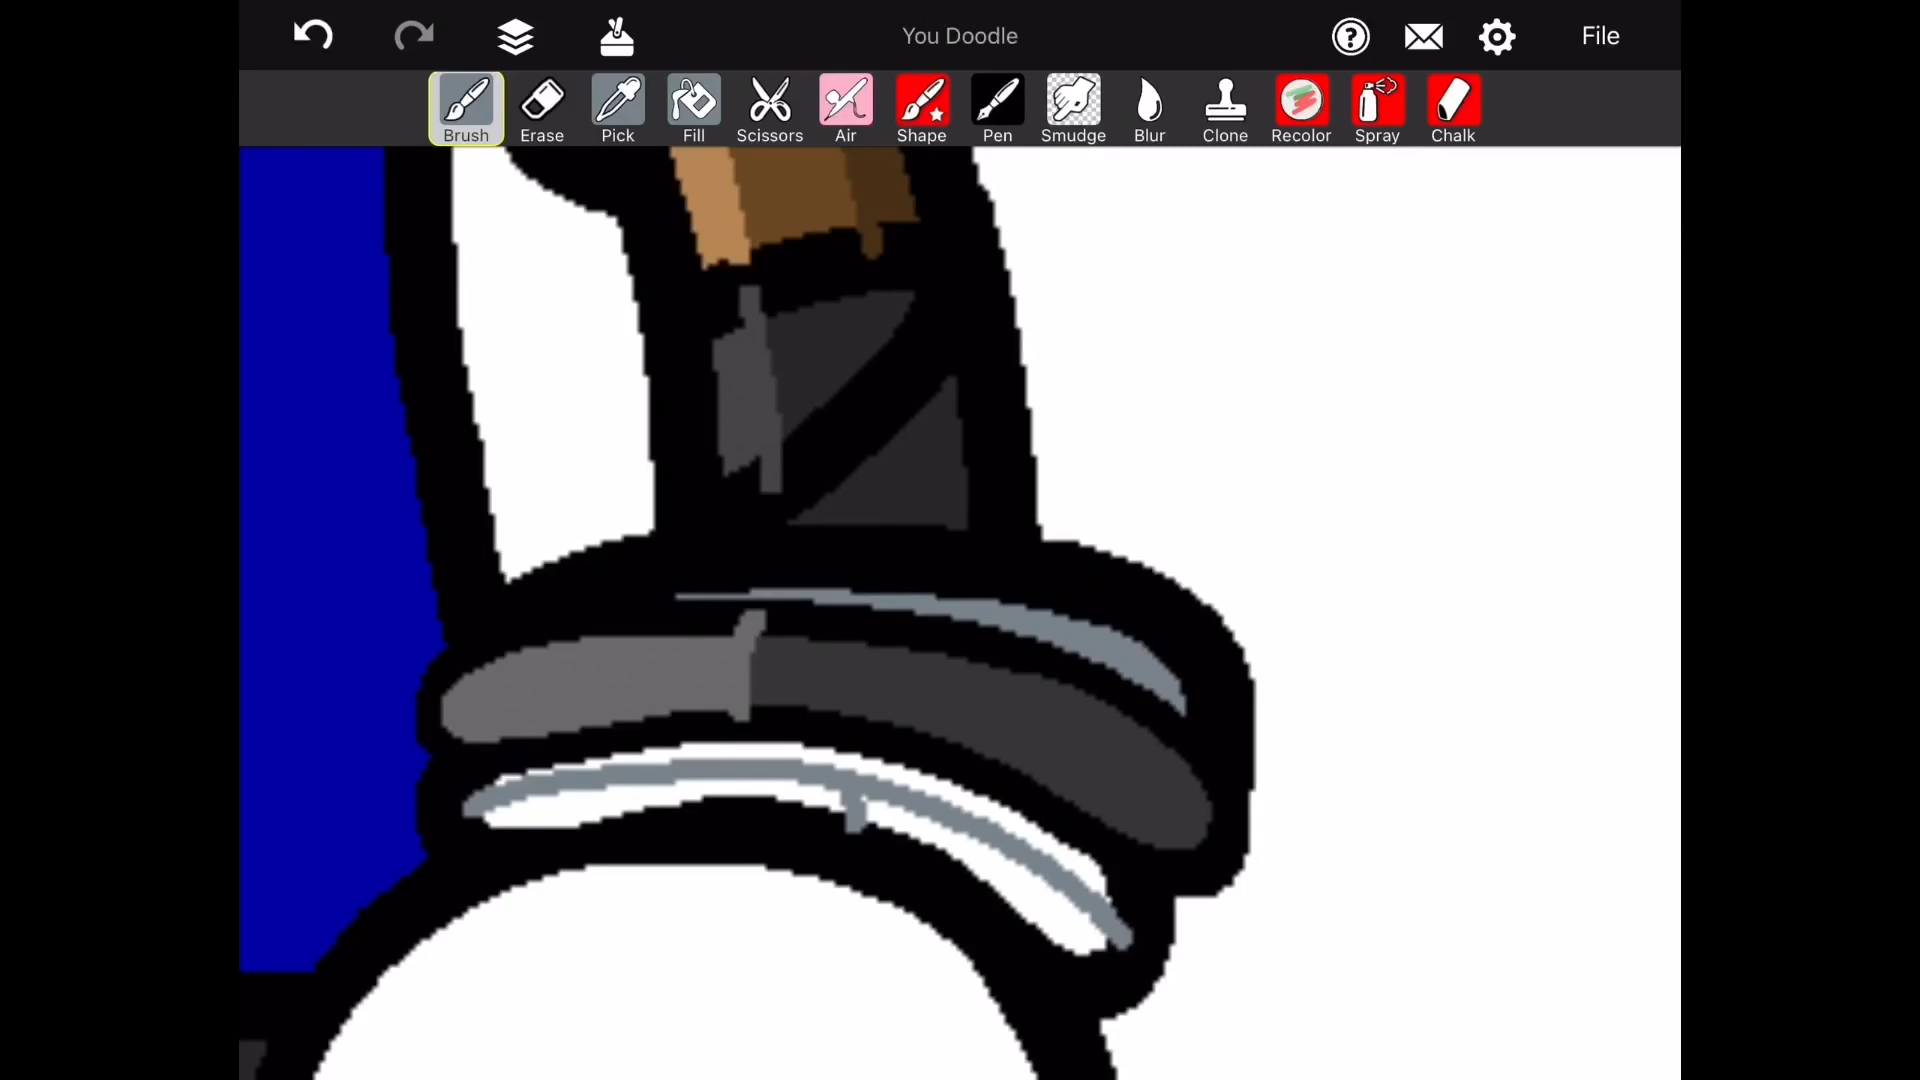 You Doodle
File
Brush Erase Pick Fill Scissors Air Shape Pen Smudge Blur Clone Recolor Spray Chalk